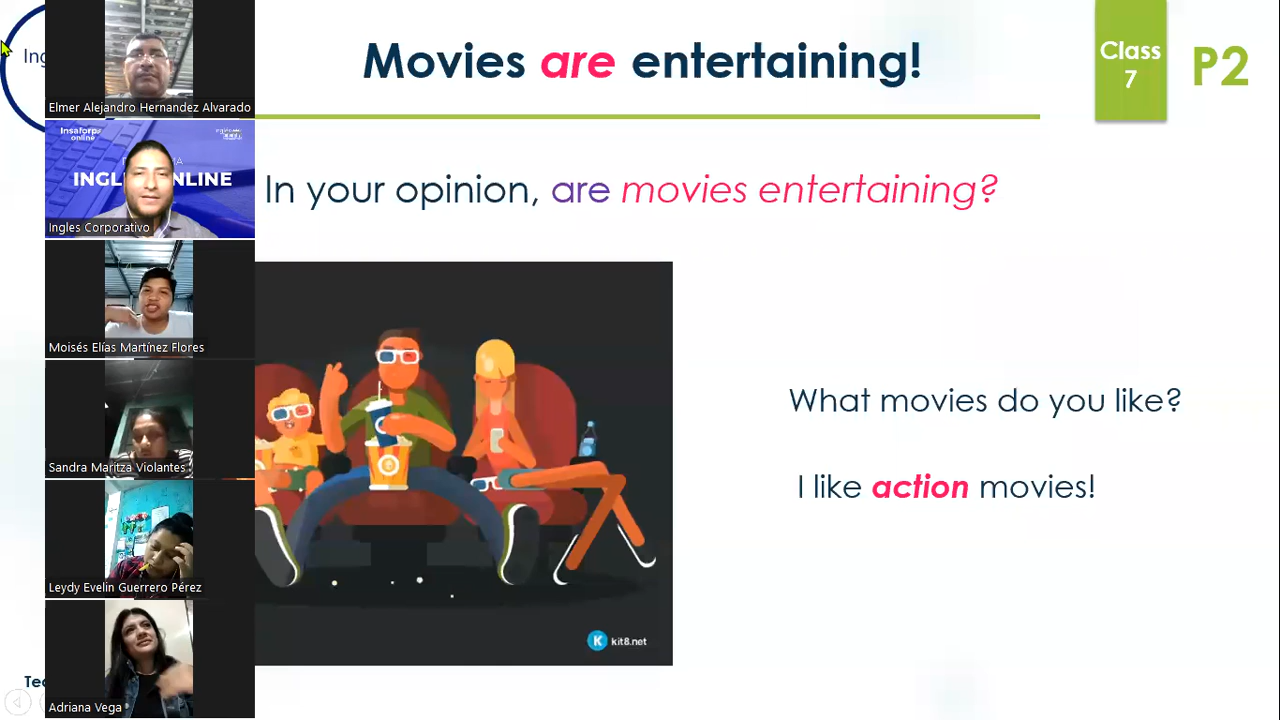 Movies are entertaining!
Class
7
P2
In your opinion, are movies entertaining?
What movies do you like?
I like action movies!
K kit8.net
Elmer Alejandro Hernandez Alvarado
Insaforp
online
INGL NLINE
Ingles Corporativo
Moisés Elías Martínez Flores
Sandra Maritza Violantes
Leydy Evelin Guerrero Pérez
Adriana Vega